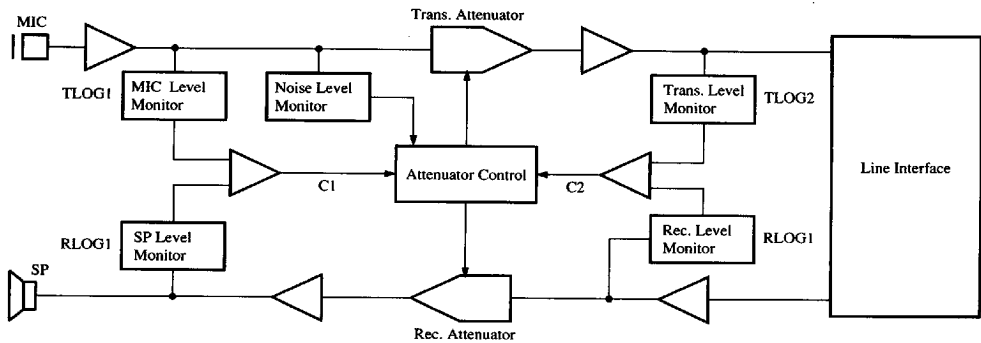 MIC
Trans. Attenuator
TLOG1
MIC Level
Monitor
Noise Level
Monitor
Trans. Level
Monitor
TLOG2
Line Interface
C1
Attenuator Control
C2
RLOG1
SP Level
Monitor
Rec. Level
Monitor
RLOG1
SP
Rec. Attenuator